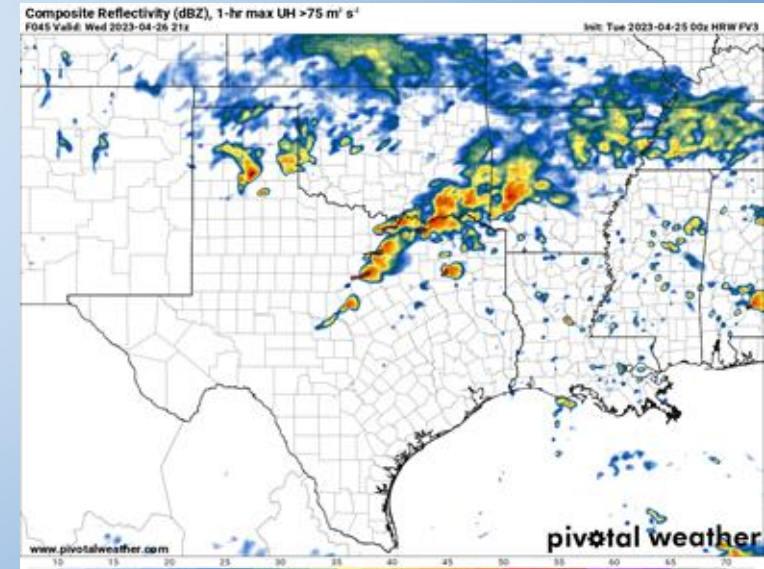 Composite Reflectivity (dBZ), 1-hr max UH >75 m² s⁻²
F045 Valid: Wed 2023-04-26 21z Init: Tue 2023-04-25 00z HRW FV3
www.pivotalweather.com
pivotal weather
10 15 20 25 30 35 40 45 50 55 60 65 70